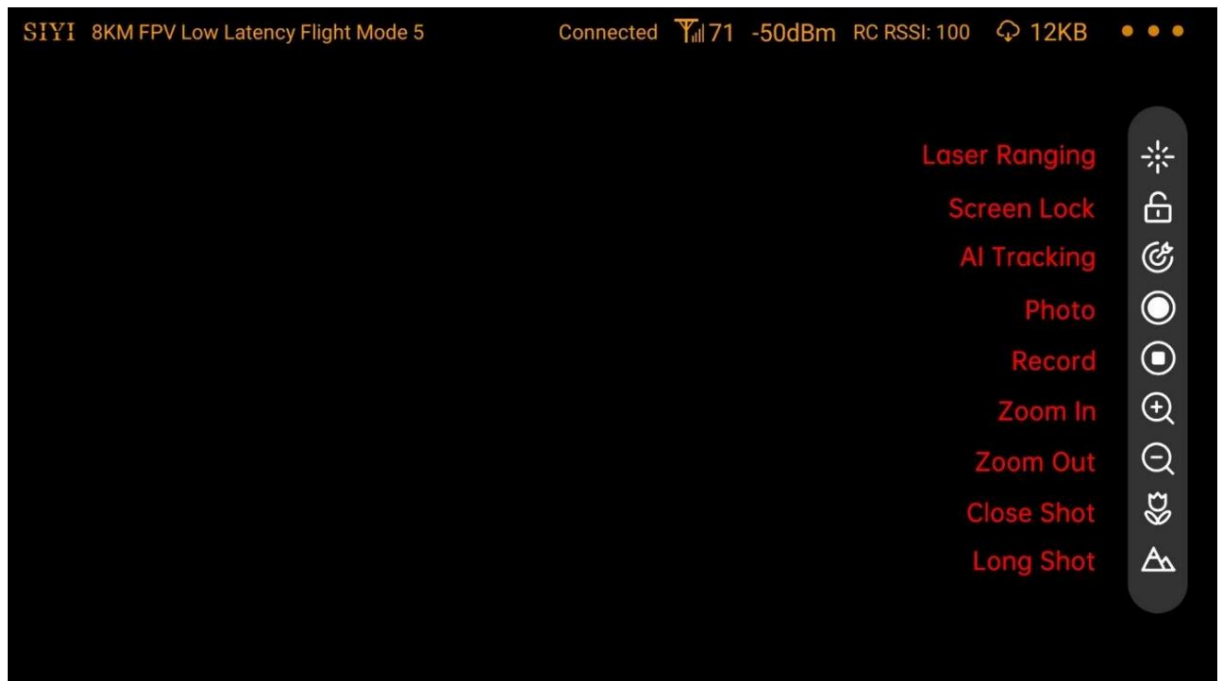 SIYI 8KM FPV Low Latency Flight Mode 5 Connected 71 -50dBm RC RSSI: 100 12KB
Laser Ranging
Screen Lock
AI Tracking
Photo
Record
Zoom In
Zoom Out
Close Shot
Long Shot